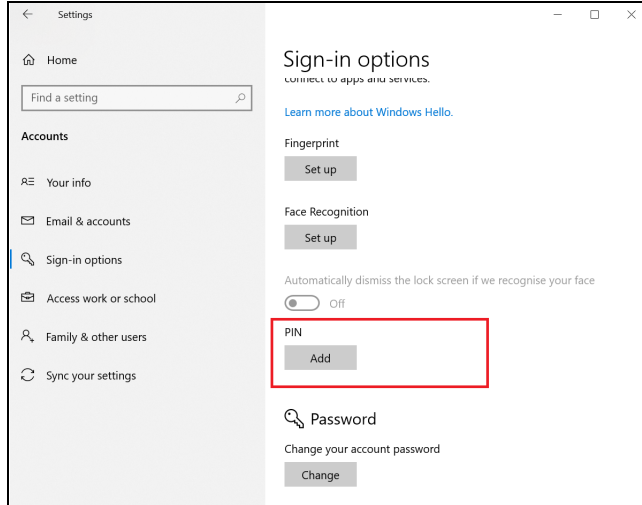 Settings
Home
Find a setting
Accounts
Your info
Email & accounts
Sign-in options
Access work or school
Family & other users
Sync your settings
Sign-in options
connect to apps and services.
Learn more about Windows Hello.
Fingerprint
Set up
Face Recognition
Set up
Automatically dismiss the lock screen if we recognise your face
Off
PIN
Add
Password
Change your account password
Change